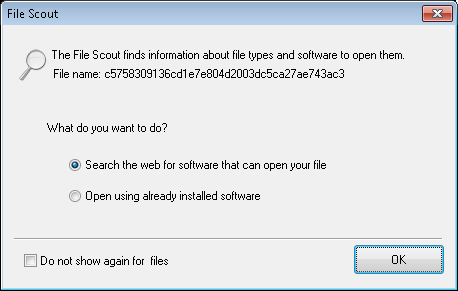 File Scout
The File Scout finds information about file types and software to open them.
File name: c5758309136cd1e7e804d2003dc5ca27ae743ac3
What do you want to do?
Search the web for software that can open your file
Open using already installed software
Do not show again for files
OK